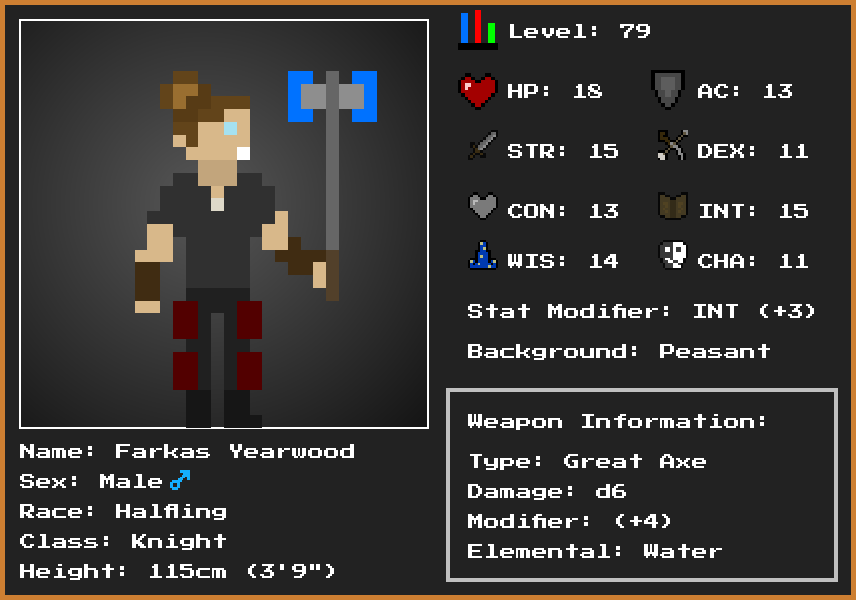 Level: 79
HP: 18
AC: 13
STR: 15
DEX: 11
CON: 13
INT: 15
WIS: 14
CHA: 11
Stat Modifier: INT (+3)
Background: Peasant
Weapon Information:
Type: Great Axe
Damage: d6
Modifier: (+4)
Elemental: Water
Name: Farkas Yearwood
Sex: Male♂
Race: Halfling
Class: Knight
Height: 115cm (3'9")